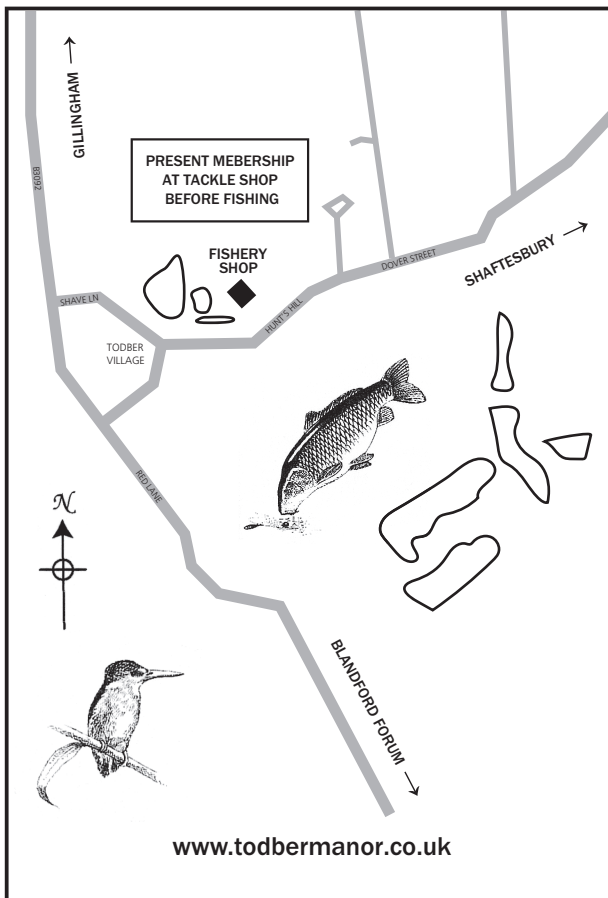 GILLINGHAM
B3092
PRESENT MEBERSHIP
AT TACKLE SHOP
BEFORE FISHING
FISHERY
SHOP
SHAFTESBURY
DOVER STREET
SHAVE LN
HUNT'S HILL
TODBER
VILLAGE
RED LANE
N
BLANDFORD FORUM
www.todbermanor.co.uk